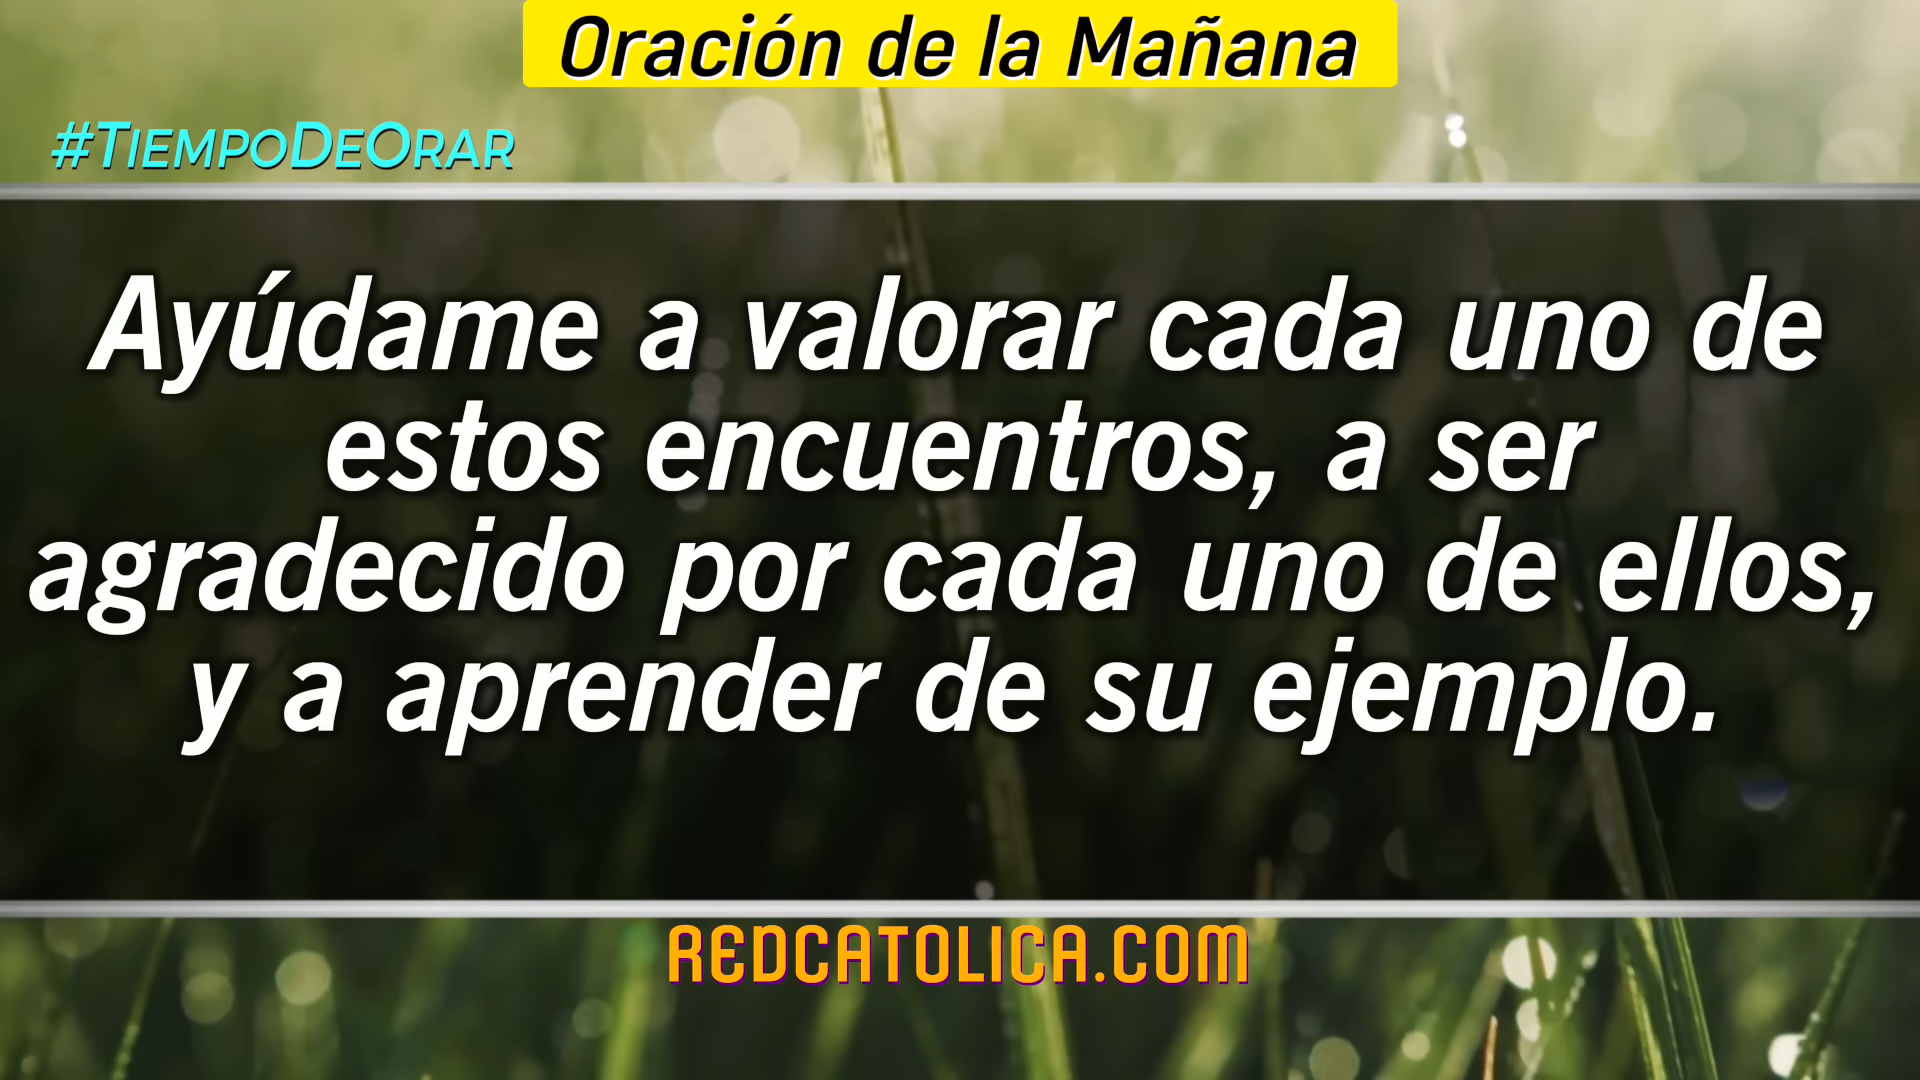 Oración de la Mañana
#TIEMPODEORAR
Ayúdame a valorar cada uno de
estos encuentros, a ser
agradecido por cada uno de ellos,
y a aprender de su ejemplo.
REDCATOLICA.COM